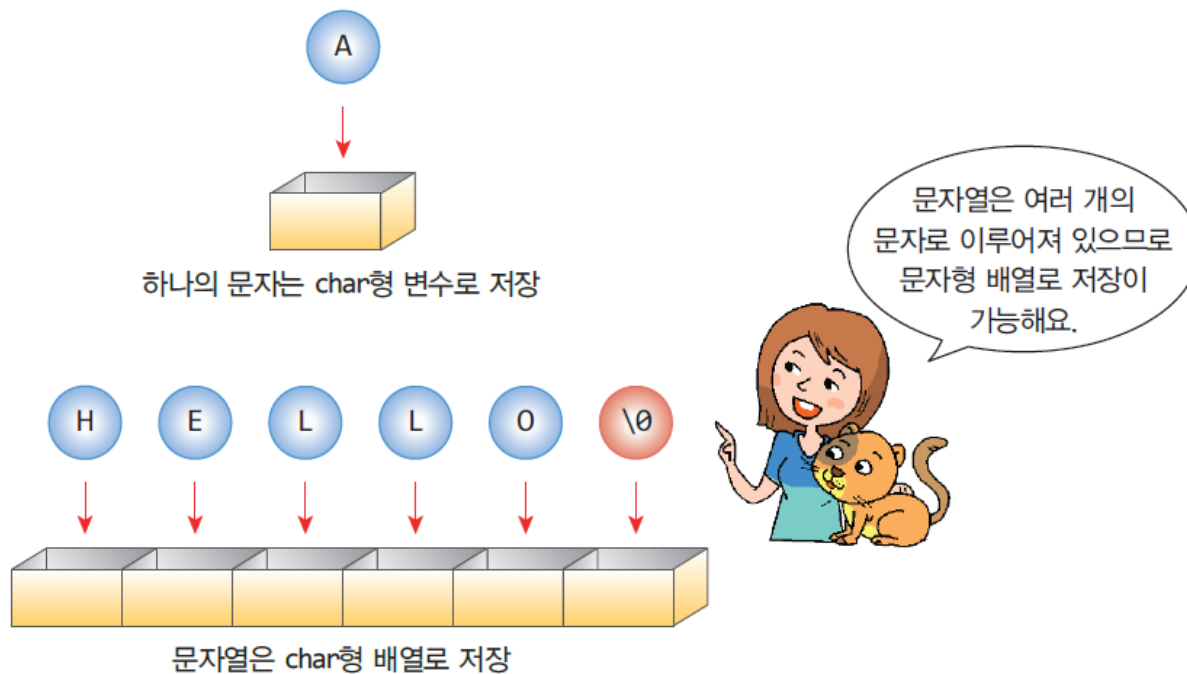 A
하나의 문자는 char형 변수로 저장
문자열은 여러 개의
문자로 이루어져 있으므로
문자형 배열로 저장이
가능해요.
H E L L O \0
문자열은 char형 배열로 저장